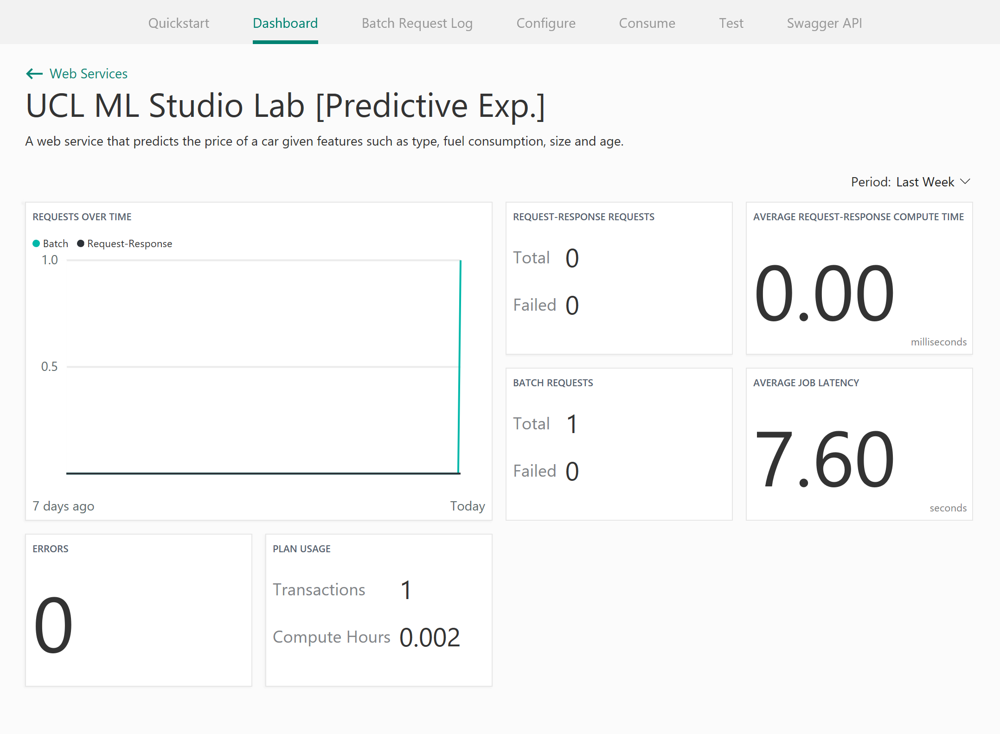 Quickstart Dashboard Batch Request Log Configure Consume Test Swagger API
Web Services
UCL ML Studio Lab [Predictive Exp.]
A web service that predicts the price of a car given features such as type, fuel consumption, size and age.
Period: Last Week
REQUESTS OVER TIME
Batch Request-Response
1.0
0.5
7 days ago Today
REQUEST-RESPONSE REQUESTS
Total 0
Failed 0
AVERAGE REQUEST-RESPONSE COMPUTE TIME
0.00
milliseconds
BATCH REQUESTS
Total 1
Failed 0
AVERAGE JOB LATENCY
7.60
seconds
ERRORS
0
PLAN USAGE
Transactions 1
Compute Hours 0.002